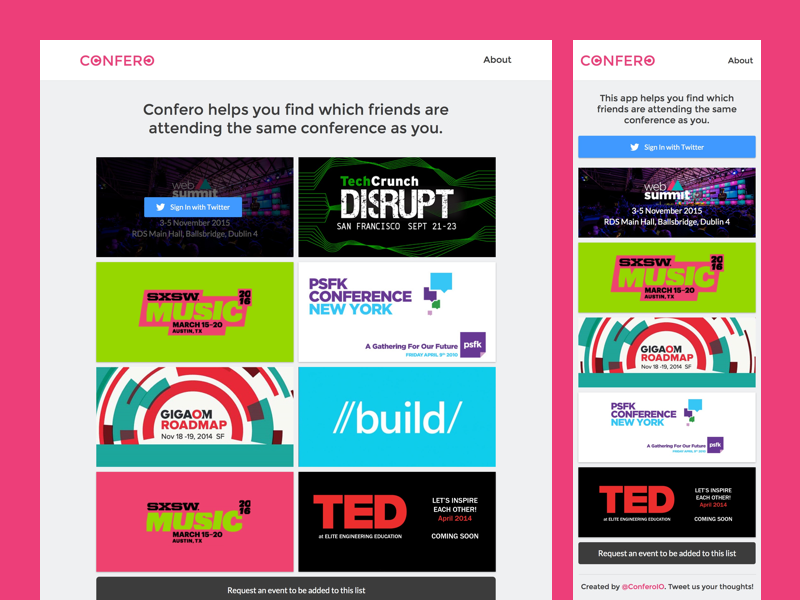 CONFERO
About
Confero helps you find which friends are
attending the same conference as you.
web
summit
Sign In with Twitter
3-5 November 2015
RDS Main Hall, Ballsbridge, Dublin 4
TechCrunch
DISRUPT
SAN FRANCISCO SEPT 21-23
SXSW
MUSIC
2016
MARCH 15-20
AUSTIN, TX
PSFK
CONFERENCE
NEW YORK
A Gathering For Our Future
FRIDAY APRIL 9th 2010
psfk
GIGAOM
ROADMAP
Nov 18-19, 2014 SF
//build/
SXSW
MUSIC
2016
MARCH 15-20
AUSTIN, TX
TED
at ELITE ENGINEERING EDUCATION
LET'S INSPIRE
EACH OTHER!
April 2014
COMING SOON
Request an event to be added to this list
CONFERO
About
This app helps you find which
friends are attending the same
conference as you.
Sign In with Twitter
web
summit
3-5 November 2015
RDS Main Hall, Ballsbridge, Dublin 4
SXSW
MUSIC
2016
MARCH 15-20
AUSTIN, TX
GIGAOM
ROADMAP
Nov 18-19, 2014 SF
PSFK
CONFERENCE
NEW YORK
A Gathering For Our Future
psfk
TED
at ELITE ENGINEERING EDUCATION
LET'S INSPIRE
EACH OTHER!
April 2014
COMING SOON
Request an event to be added to this list
Created by @ConferoIO. Tweet us your thoughts!